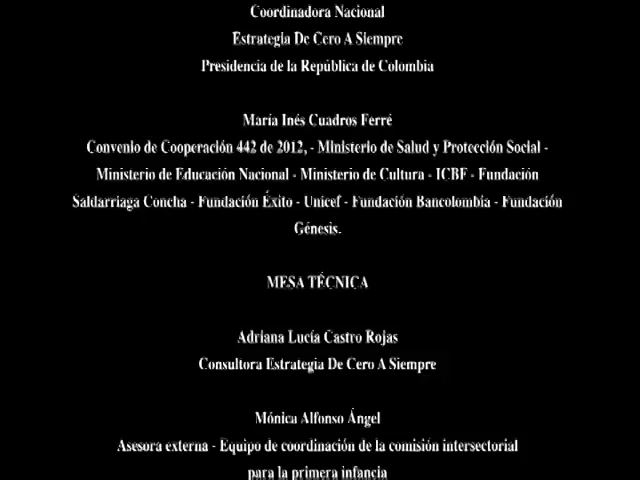 Coordinadora Nacional
Estrategia De Cero A Siempre
Presidencia de la República de Colombia
María Inés Cuadros Ferré
Convenio de Cooperación 442 de 2012, - Ministerio de Salud y Protección Social -
Ministerio de Educación Nacional - Ministerio de Cultura - ICBF - Fundación
Saldarriaga Concha - Fundación Éxito - Unicef - Fundación Bancolombia - Fundación
Génesis.
MESA TÉCNICA
Adriana Lucía Castro Rojas
Consultora Estrategia De Cero A Siempre
Mónica Alfonso Ángel
Asesora externa - Equipo de coordinación de la comisión intersectorial
para la primera infancia